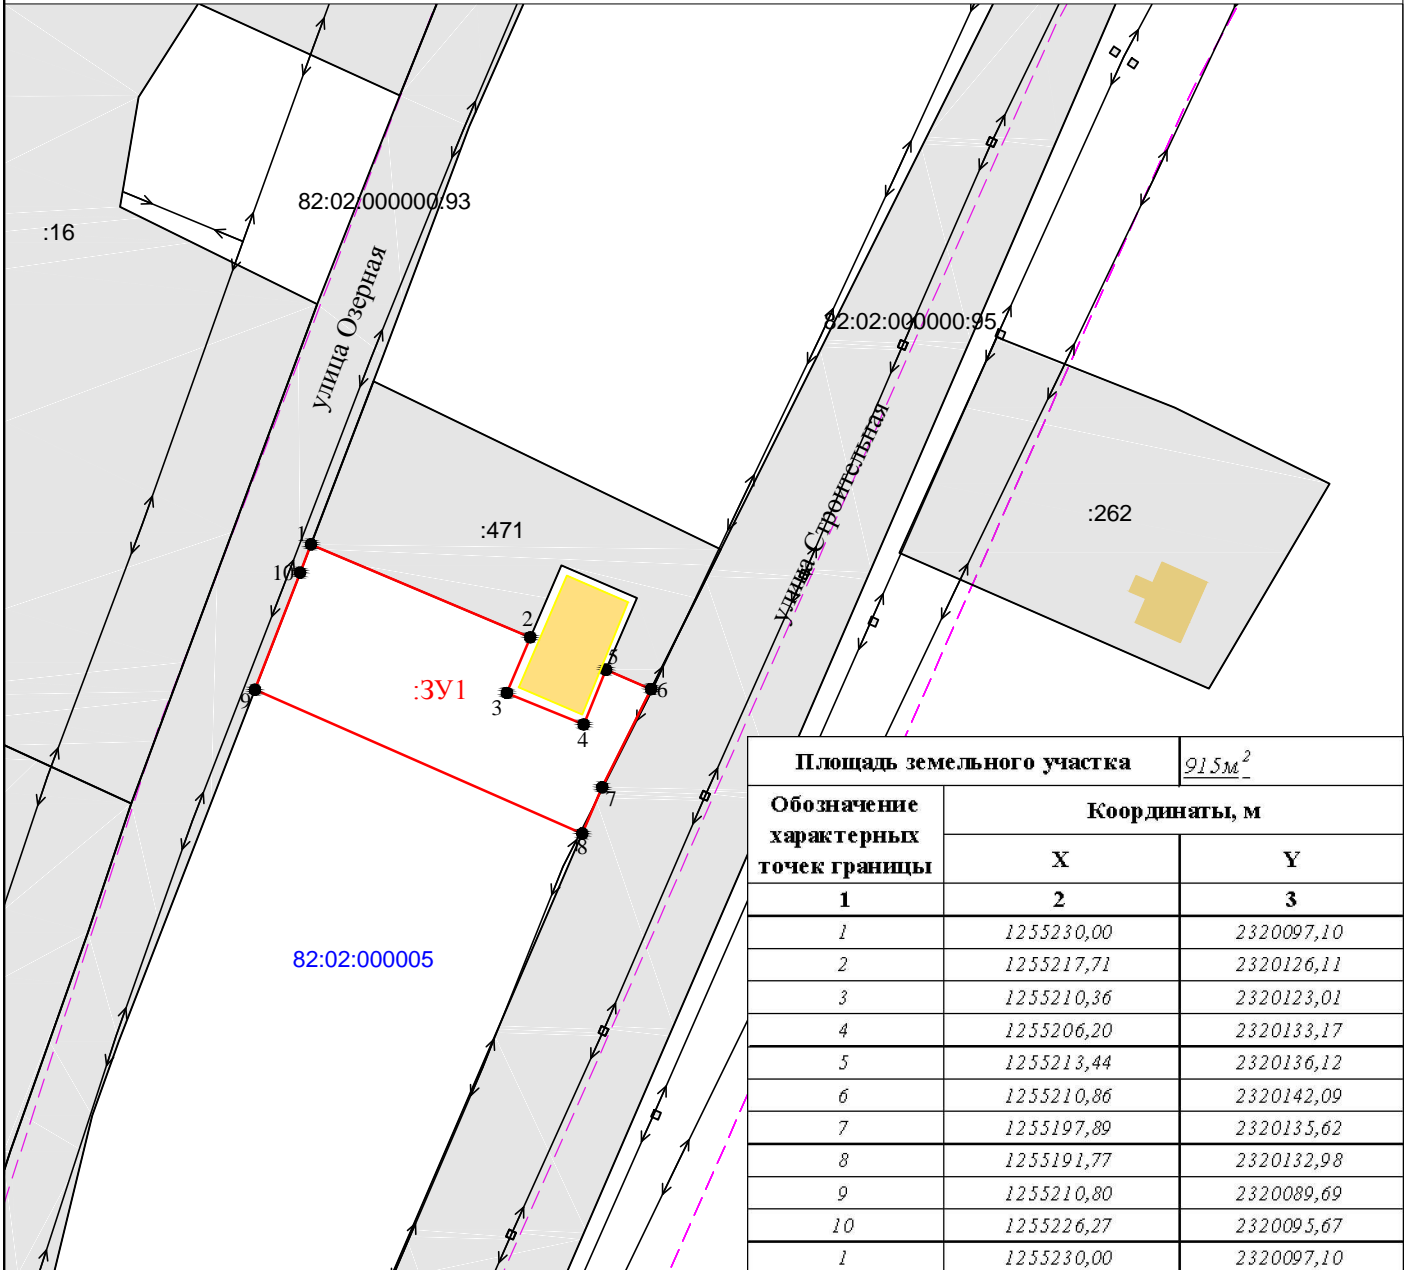 82:02:000000:93
:16
улица Озерная
82:02:000000:95
улица Строительная
:471
:262
1
10
2
5
:ЗУ1
6
9
3
4
7
8
82:02:000005
Площадь земельного участка 915м²
Обозначение характерных точек границы
Координаты, м
X Y
1 2 3
1 1255230,00 2320097,10
2 1255217,71 2320126,11
3 1255210,36 2320123,01
4 1255206,20 2320133,17
5 1255213,44 2320136,12
6 1255210,86 2320142,09
7 1255197,89 2320135,62
8 1255191,77 2320132,98
9 1255210,80 2320089,69
10 1255226,27 2320095,67
1 1255230,00 2320097,10